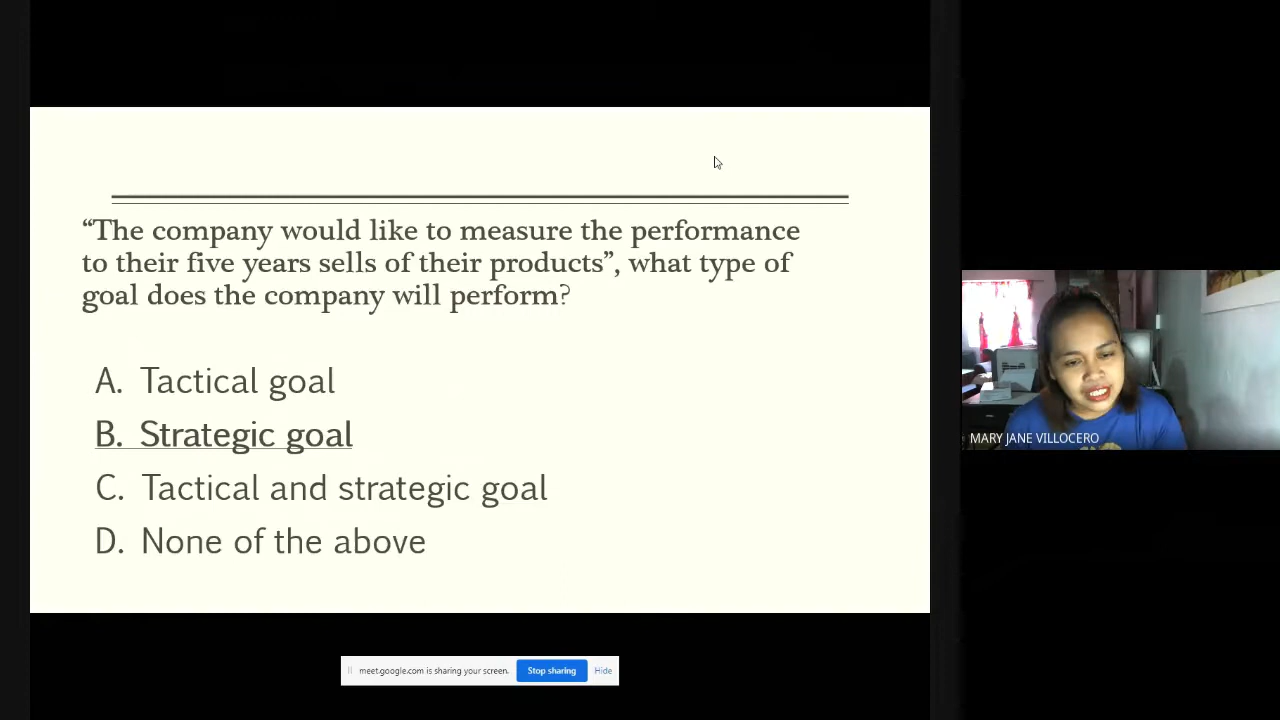 “The company would like to measure the performance
to their five years sells of their products”, what type of
goal does the company will perform?
A. Tactical goal
B. Strategic goal
C. Tactical and strategic goal
D. None of the above
MARY JANE VILLOCERO
meet.google.com is sharing your screen. Stop sharing Hide